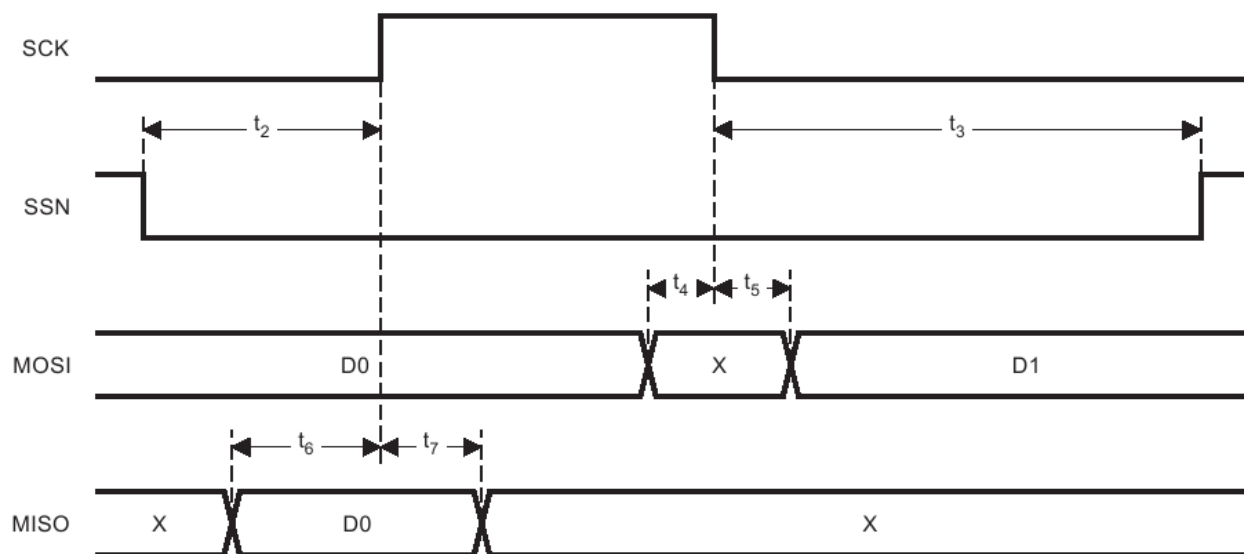 SCK
t₂ t₃
SSN
t₄ t₅
MOSI D0 X D1
t₆ t₇
MISO X D0 X